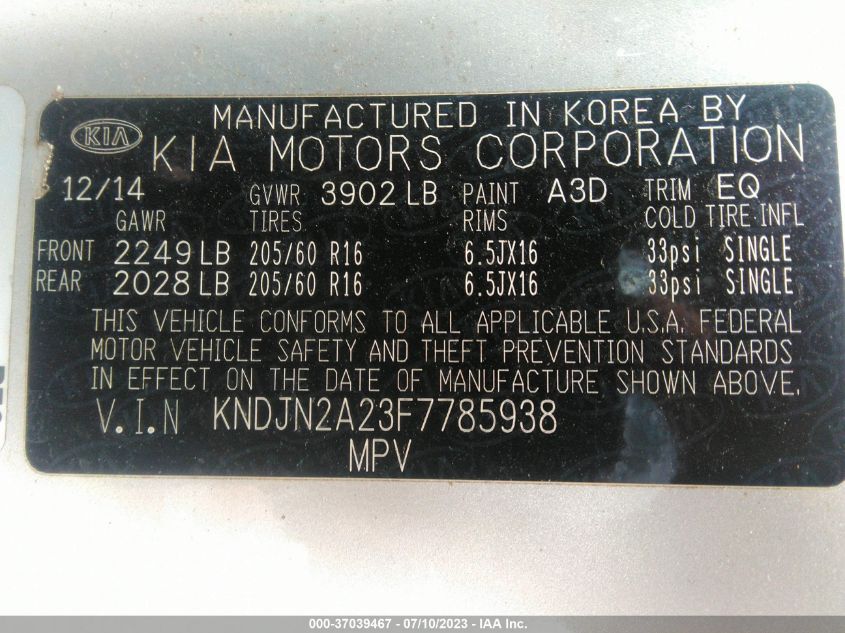 MANUFACTURED IN KOREA BY
KIA KIA MOTORS CORPORATION
12/14 GVWR 3902 LB PAINT A3D TRIM EQ
GAWR TIRES RIMS COLD TIRE INFL
FRONT 2249 LB 205/60 R16 6.5JX16 33psi SINGLE
REAR 2028 LB 205/60 R16 6.5JX16 33psi SINGLE
THIS VEHICLE CONFORMS TO ALL APPLICABLE U.S.A. FEDERAL
MOTOR VEHICLE SAFETY AND THEFT PREVENTION STANDARDS
IN EFFECT ON THE DATE OF MANUFACTURE SHOWN ABOVE.
V.I.N KNDJN2A23F7785938
MPV
000-37039467 - 07/10/2023 - IAA Inc.